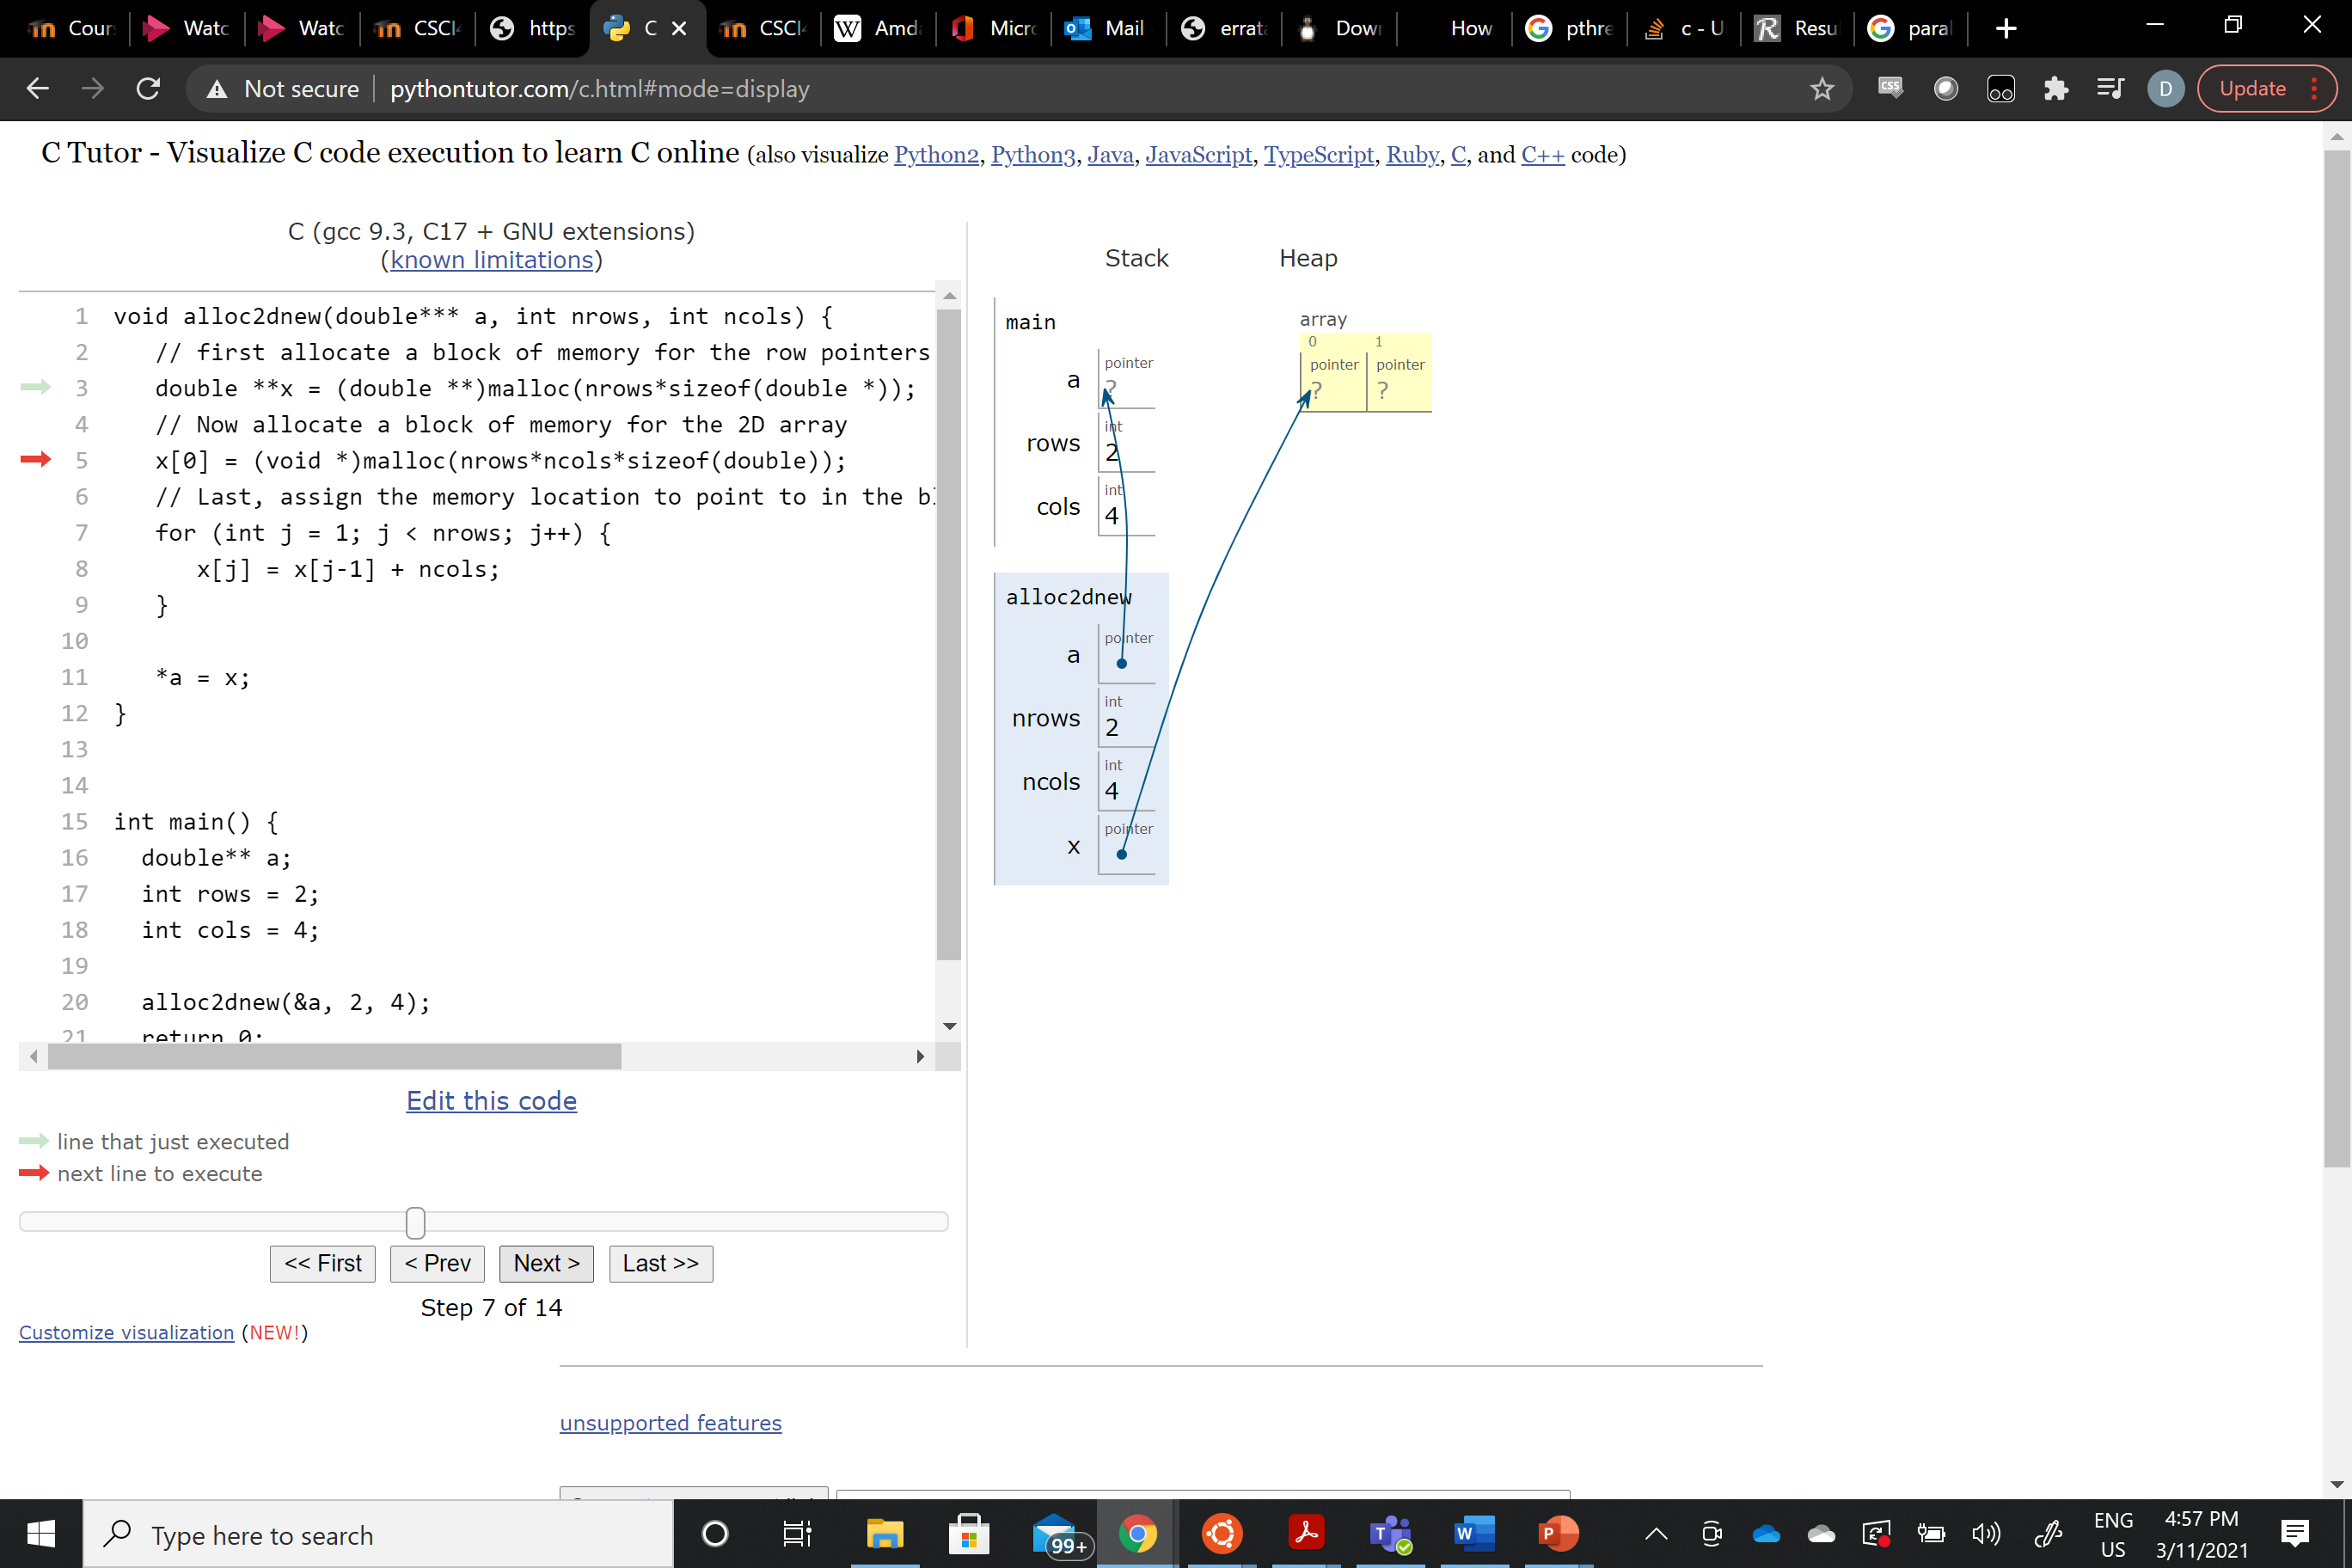 Cour
Watc
Watc
CSCI4
https
C
CSCI4
Amd
Micro
Mail
errata
Down
How
pthre
c - U
Resu
paral
Not secure
pythontutor.com/c.html#mode=display
CSS
D
Update
C Tutor - Visualize C code execution to learn C online (also visualize Python2, Python3, Java, JavaScript, TypeScript, Ruby, C, and C++ code)
C (gcc 9.3, C17 + GNU extensions)
(known limitations)
1 void alloc2dnew(double*** a, int nrows, int ncols) {
2 // first allocate a block of memory for the row pointers
3 double **x = (double **)malloc(nrows*sizeof(double *));
4 // Now allocate a block of memory for the 2D array
5 x[0] = (void *)malloc(nrows*ncols*sizeof(double));
6 // Last, assign the memory location to point to in the
7 for (int j = 1; j < nrows; j++) {
8 x[j] = x[j-1] + ncols;
9 }
10
11 *a = x;
12 }
13
14
15 int main() {
16 double** a;
17 int rows = 2;
18 int cols = 4;
19
20 alloc2dnew(&a, 2, 4);
21 return 0;
Edit this code
line that just executed
next line to execute
<< First
< Prev
Next >
Last >>
Step 7 of 14
Customize visualization (NEW!)
Stack
Heap
main
pointer
a ?
int
rows 2
int
cols 4
array
0 1
pointer pointer
? ?
alloc2dnew
pointer
a
int
nrows 2
int
ncols 4
pointer
x
unsupported features
Type here to search
99+
ENG
US
4:57 PM
3/11/2021